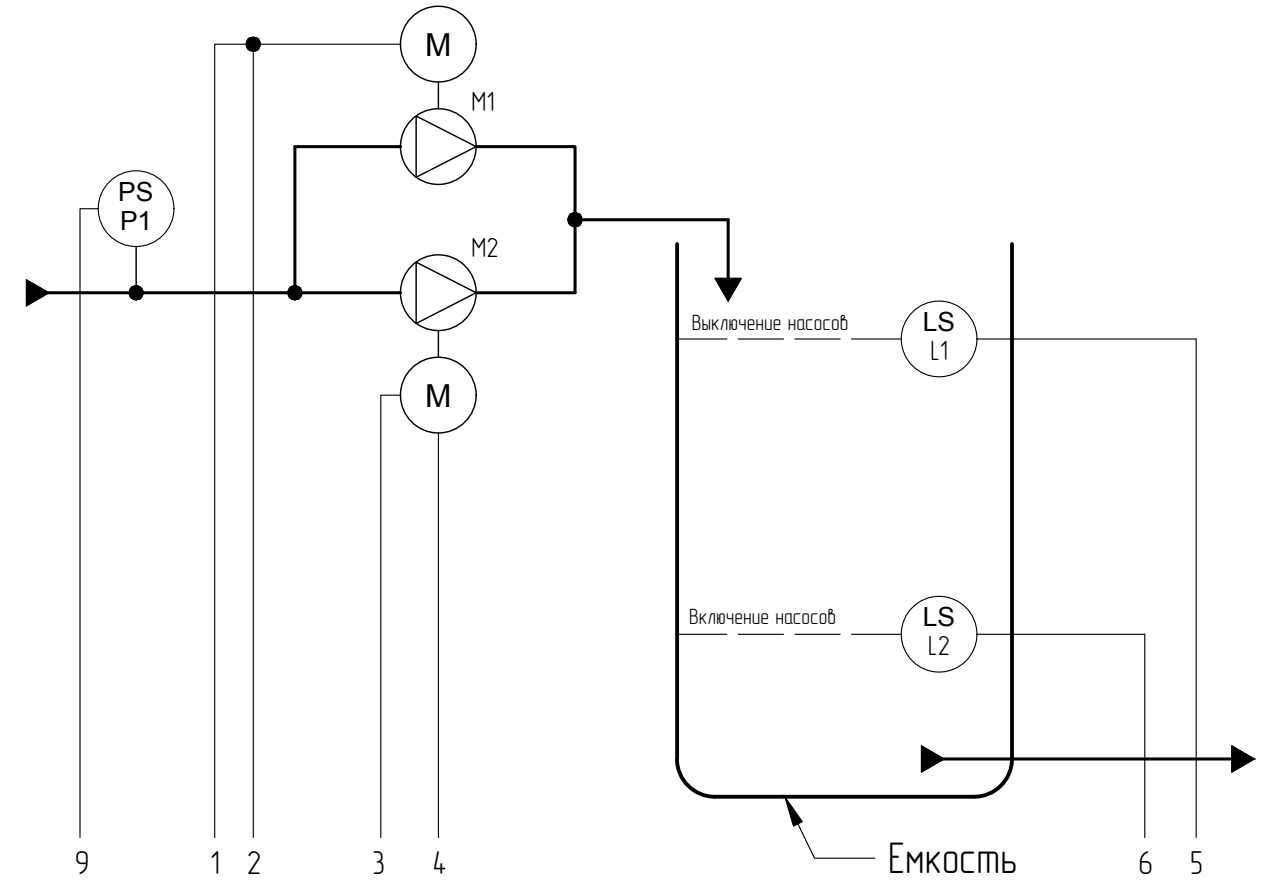 M
M1
PS
P1
M2
M
Выключение насосов
LS
L1
Включение насосов
LS
L2
Емкость
9 1 2 3 4 6 5